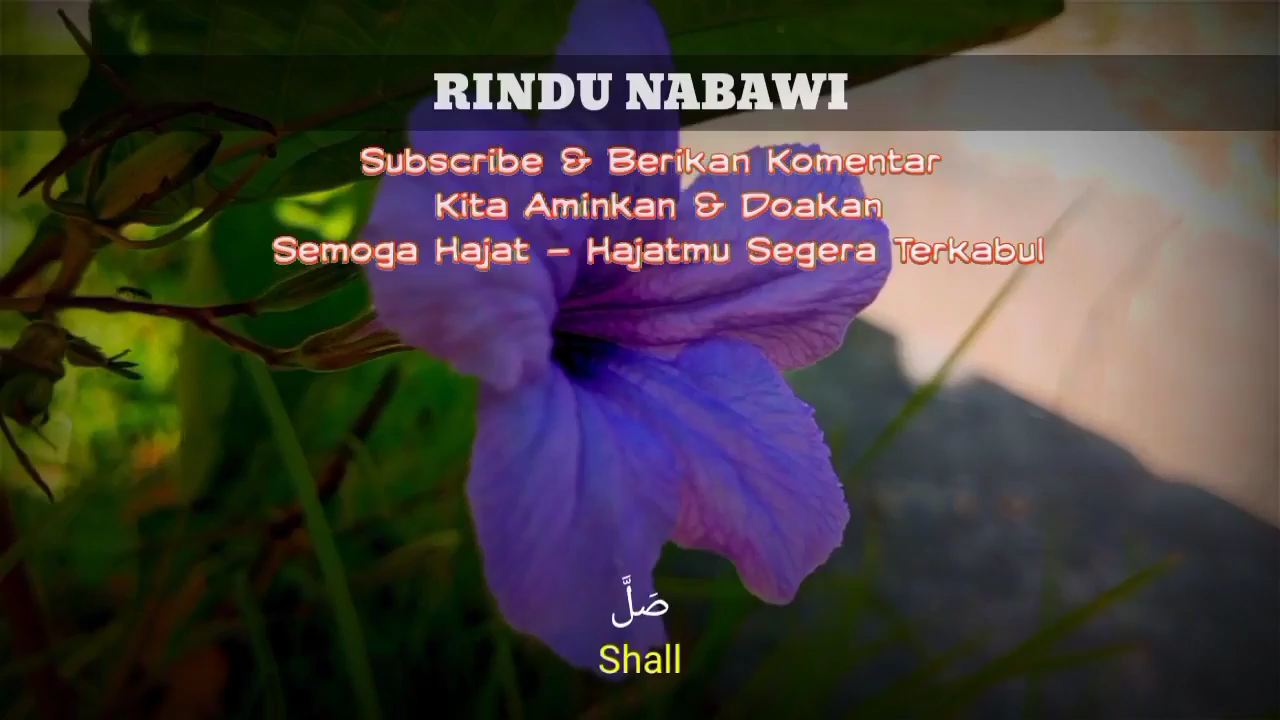 RINDU NABAWI
Subscribe & Berikan Komentar
Kita Aminkan & Doakan
Semoga Hajat - Hajatmu Segera Terkabul
صَلَّ
Shall